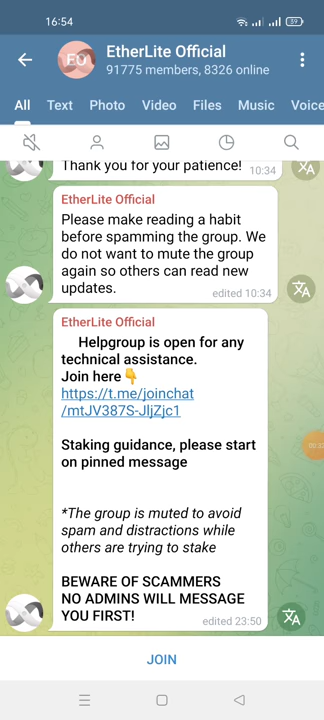 16:54
59
EO
EtherLite Official
91775 members, 8326 online
All Text Photo Video Files Music Voice
Thank you for your patience!
10:34
EtherLite Official
Please make reading a habit
before spamming the group. We
do not want to mute the group
again so others can read new
updates.
edited 10:34
EtherLite Official
Helpgroup is open for any
technical assistance.
Join here👇
https://t.me/joinchat
/mtJV387S-JljZjc1
Staking guidance, please start
on pinned message
*The group is muted to avoid
spam and distractions while
others are trying to stake
BEWARE OF SCAMMERS
NO ADMINS WILL MESSAGE
YOU FIRST!
edited 23:50
JOIN